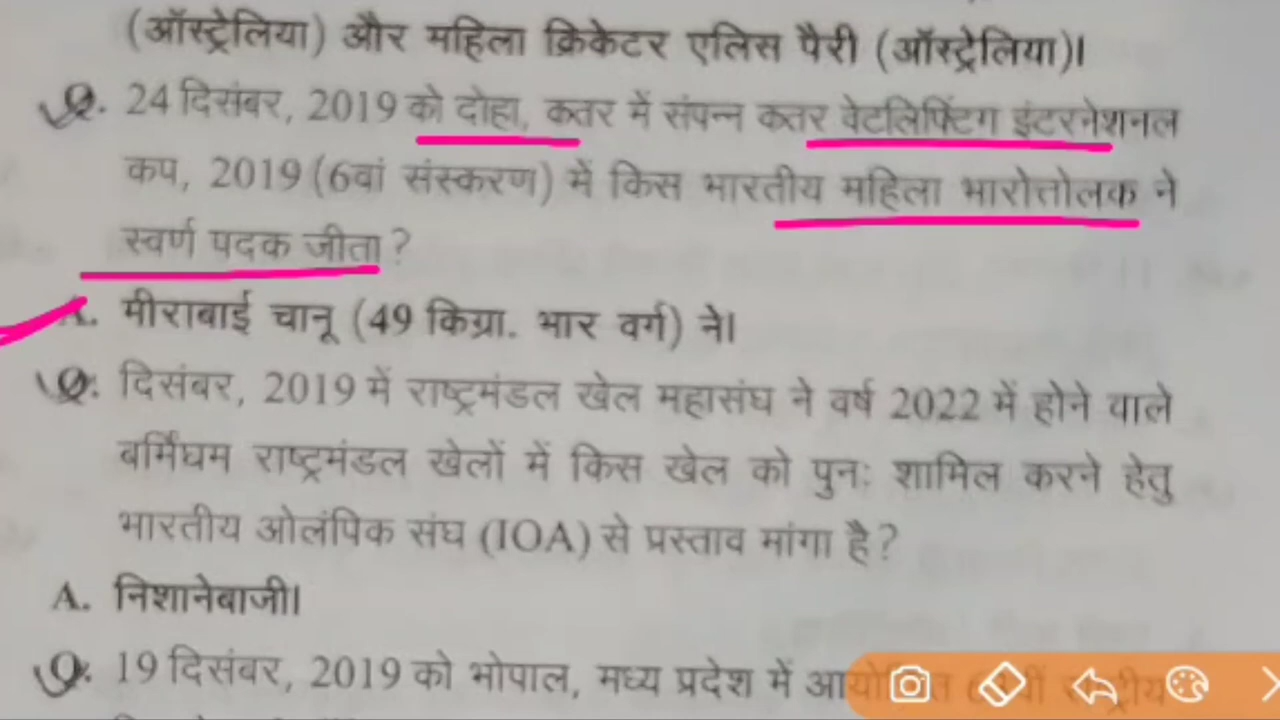 (ऑस्ट्रेलिया) और महिला क्रिकेटर एलिस पैरी (ऑस्ट्रेलिया)।
Q. 24 दिसंबर, 2019 को दोहा, कतर में संपन्न कतर वेटलिफ्टिंग इंटरनेशनल
कप, 2019 (6वां संस्करण) में किस भारतीय महिला भारोत्तोलक ने
स्वर्ण पदक जीता?
A. मीराबाई चानू (49 किग्रा. भार वर्ग) ने।
Q. दिसंबर, 2019 में राष्ट्रमंडल खेल महासंघ ने वर्ष 2022 में होने वाले
बर्मिंघम राष्ट्रमंडल खेलों में किस खेल को पुनः शामिल करने हेतु
भारतीय ओलंपिक संघ (IOA) से प्रस्ताव मांगा है?
A. निशानेबाजी।
Q. 19 दिसंबर, 2019 को भोपाल, मध्य प्रदेश में